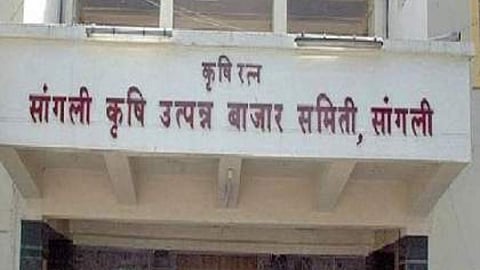 कृषि रत्न
सांगली कृषि उत्पन्न बाजार समिती, सांगली